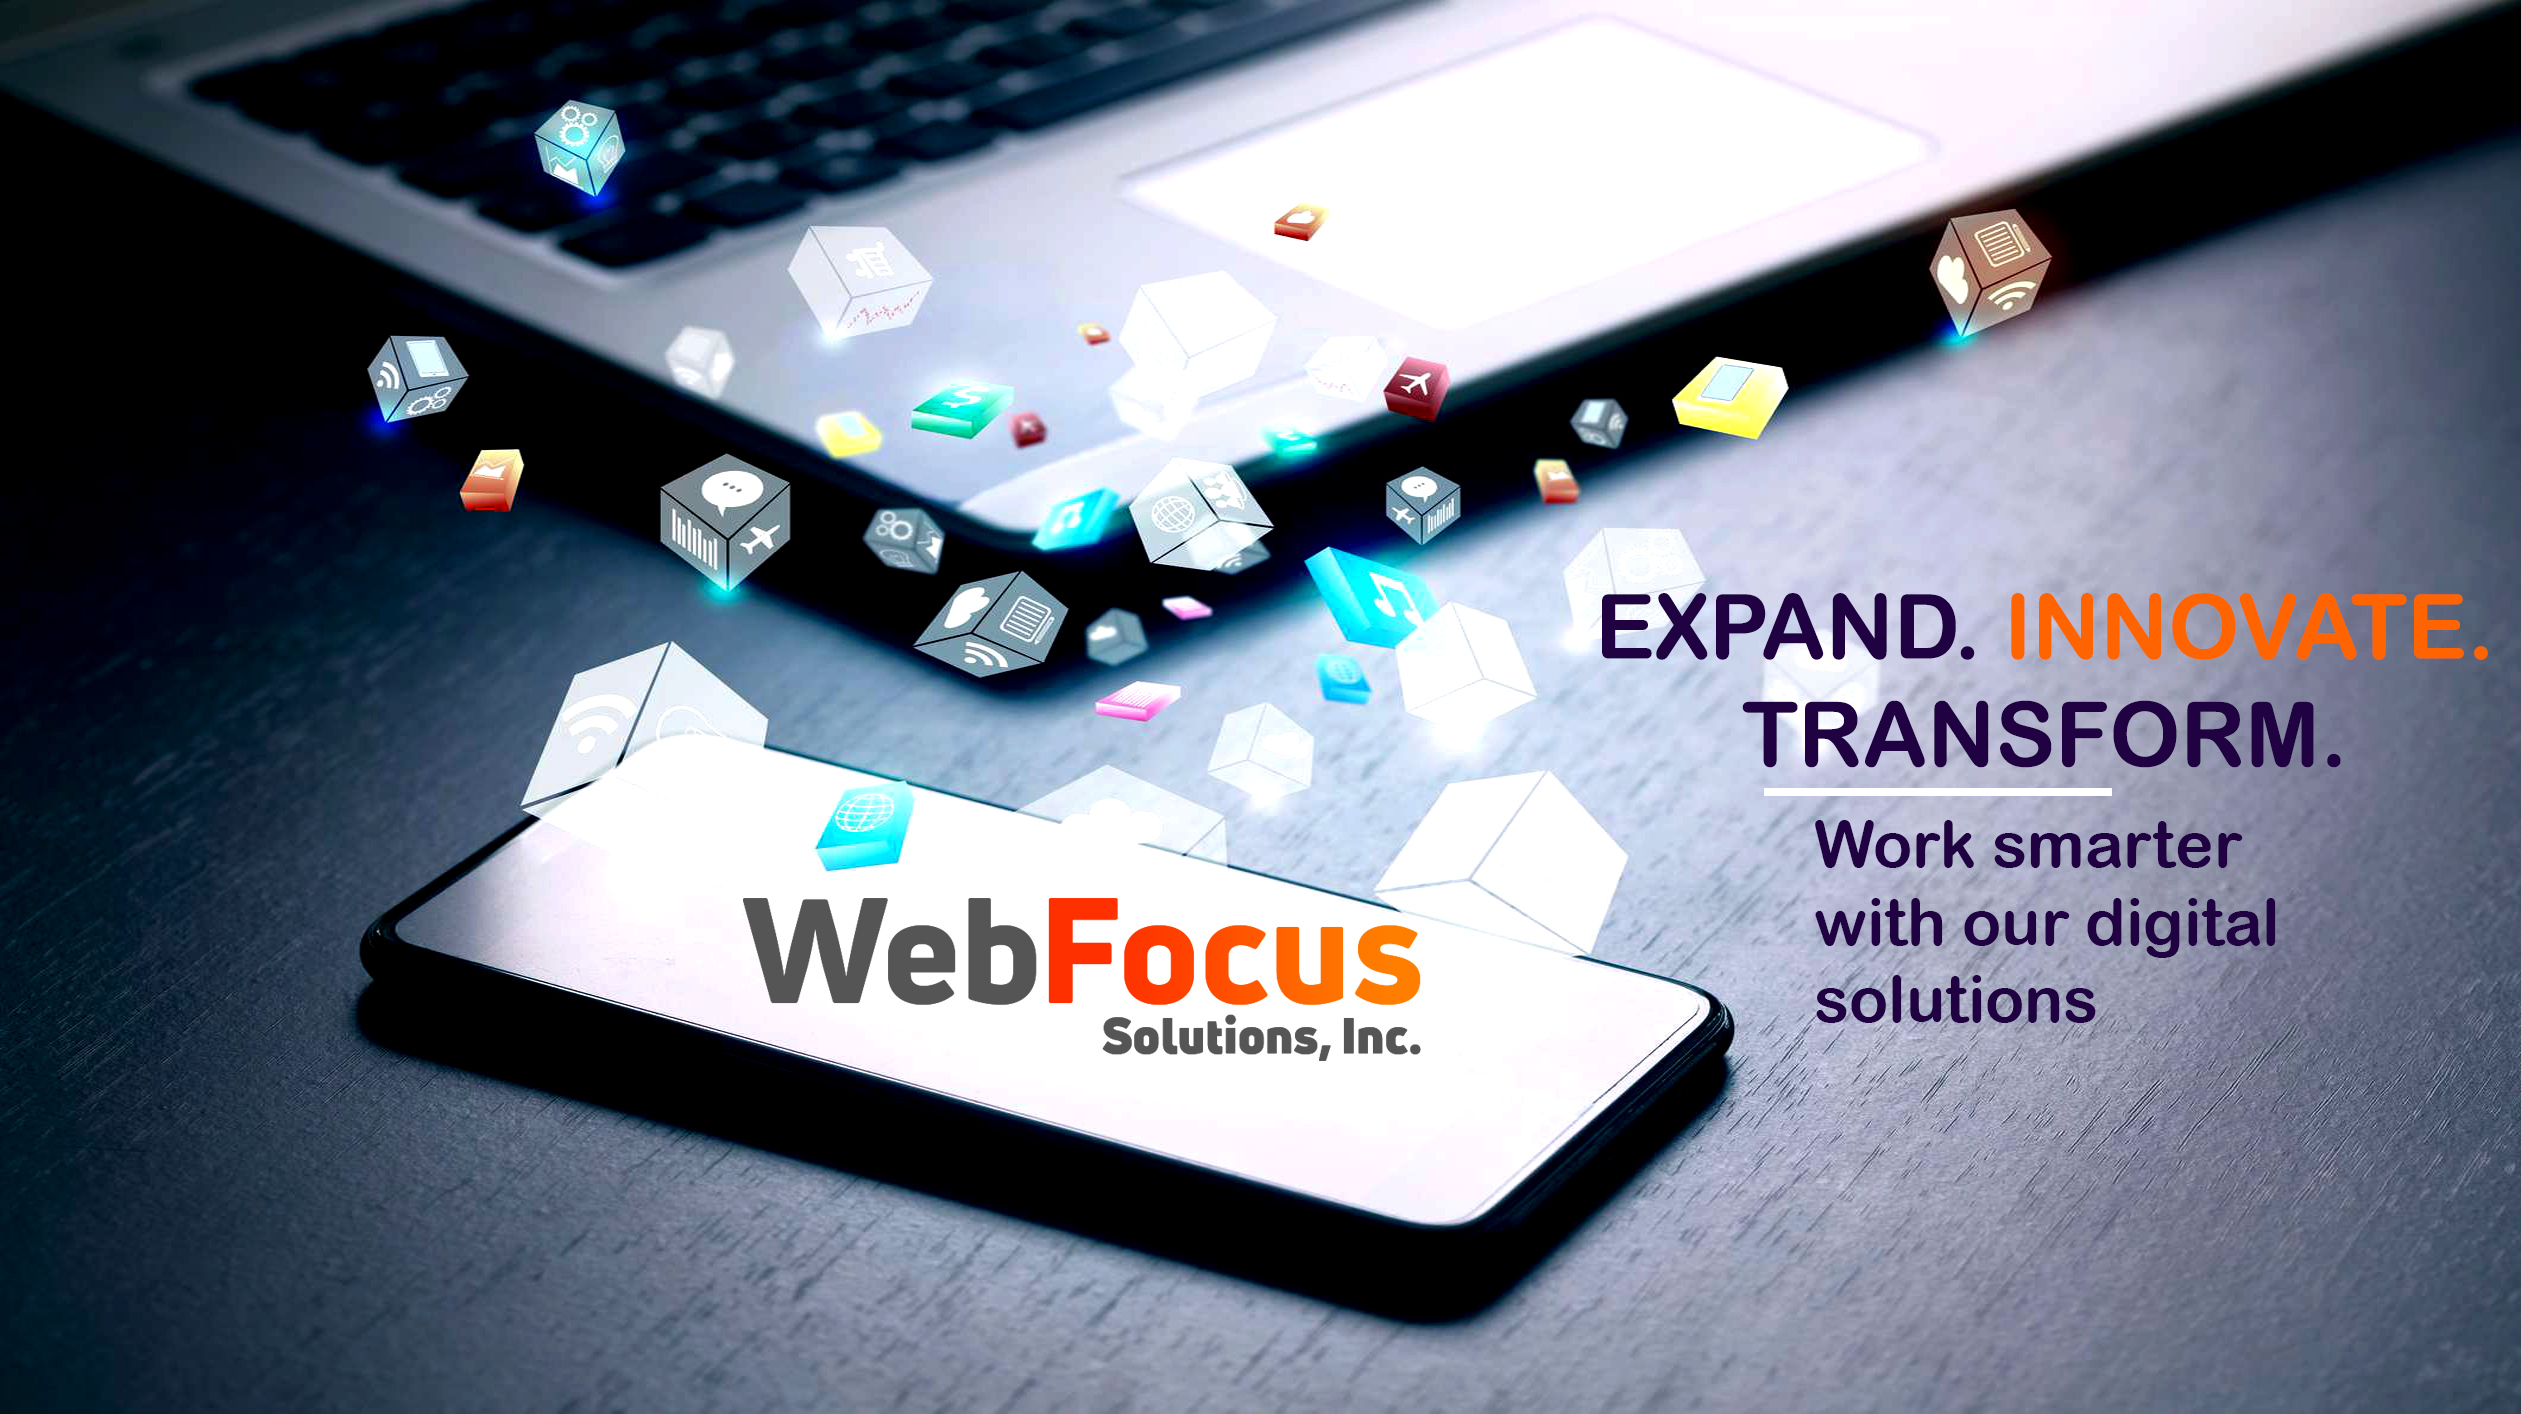 EXPAND. INNOVATE.
TRANSFORM.
Work smarter
with our digital
solutions
WebFocus
Solutions, Inc.